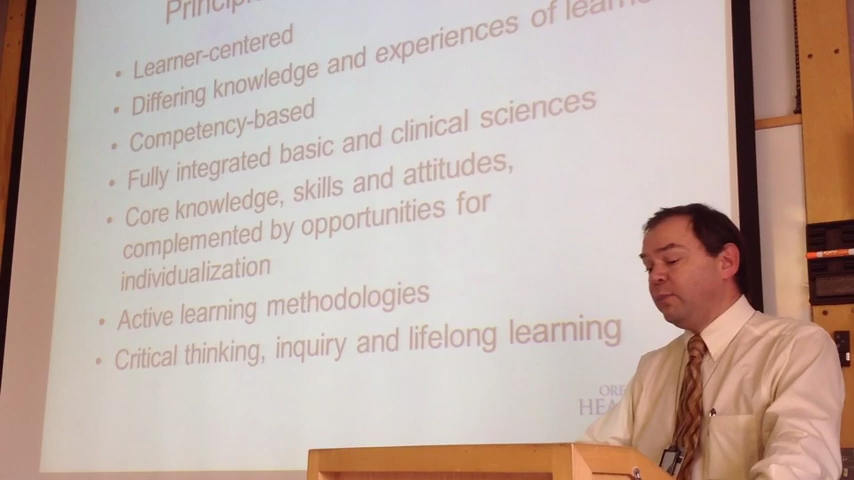 • Learner-centered
• Differing knowledge and experiences of
• Competency-based
• Fully integrated basic and clinical sciences
• Core knowledge, skills and attitudes,
complemented by opportunities for
individualization
• Active learning methodologies
• Critical thinking, inquiry and lifelong learning